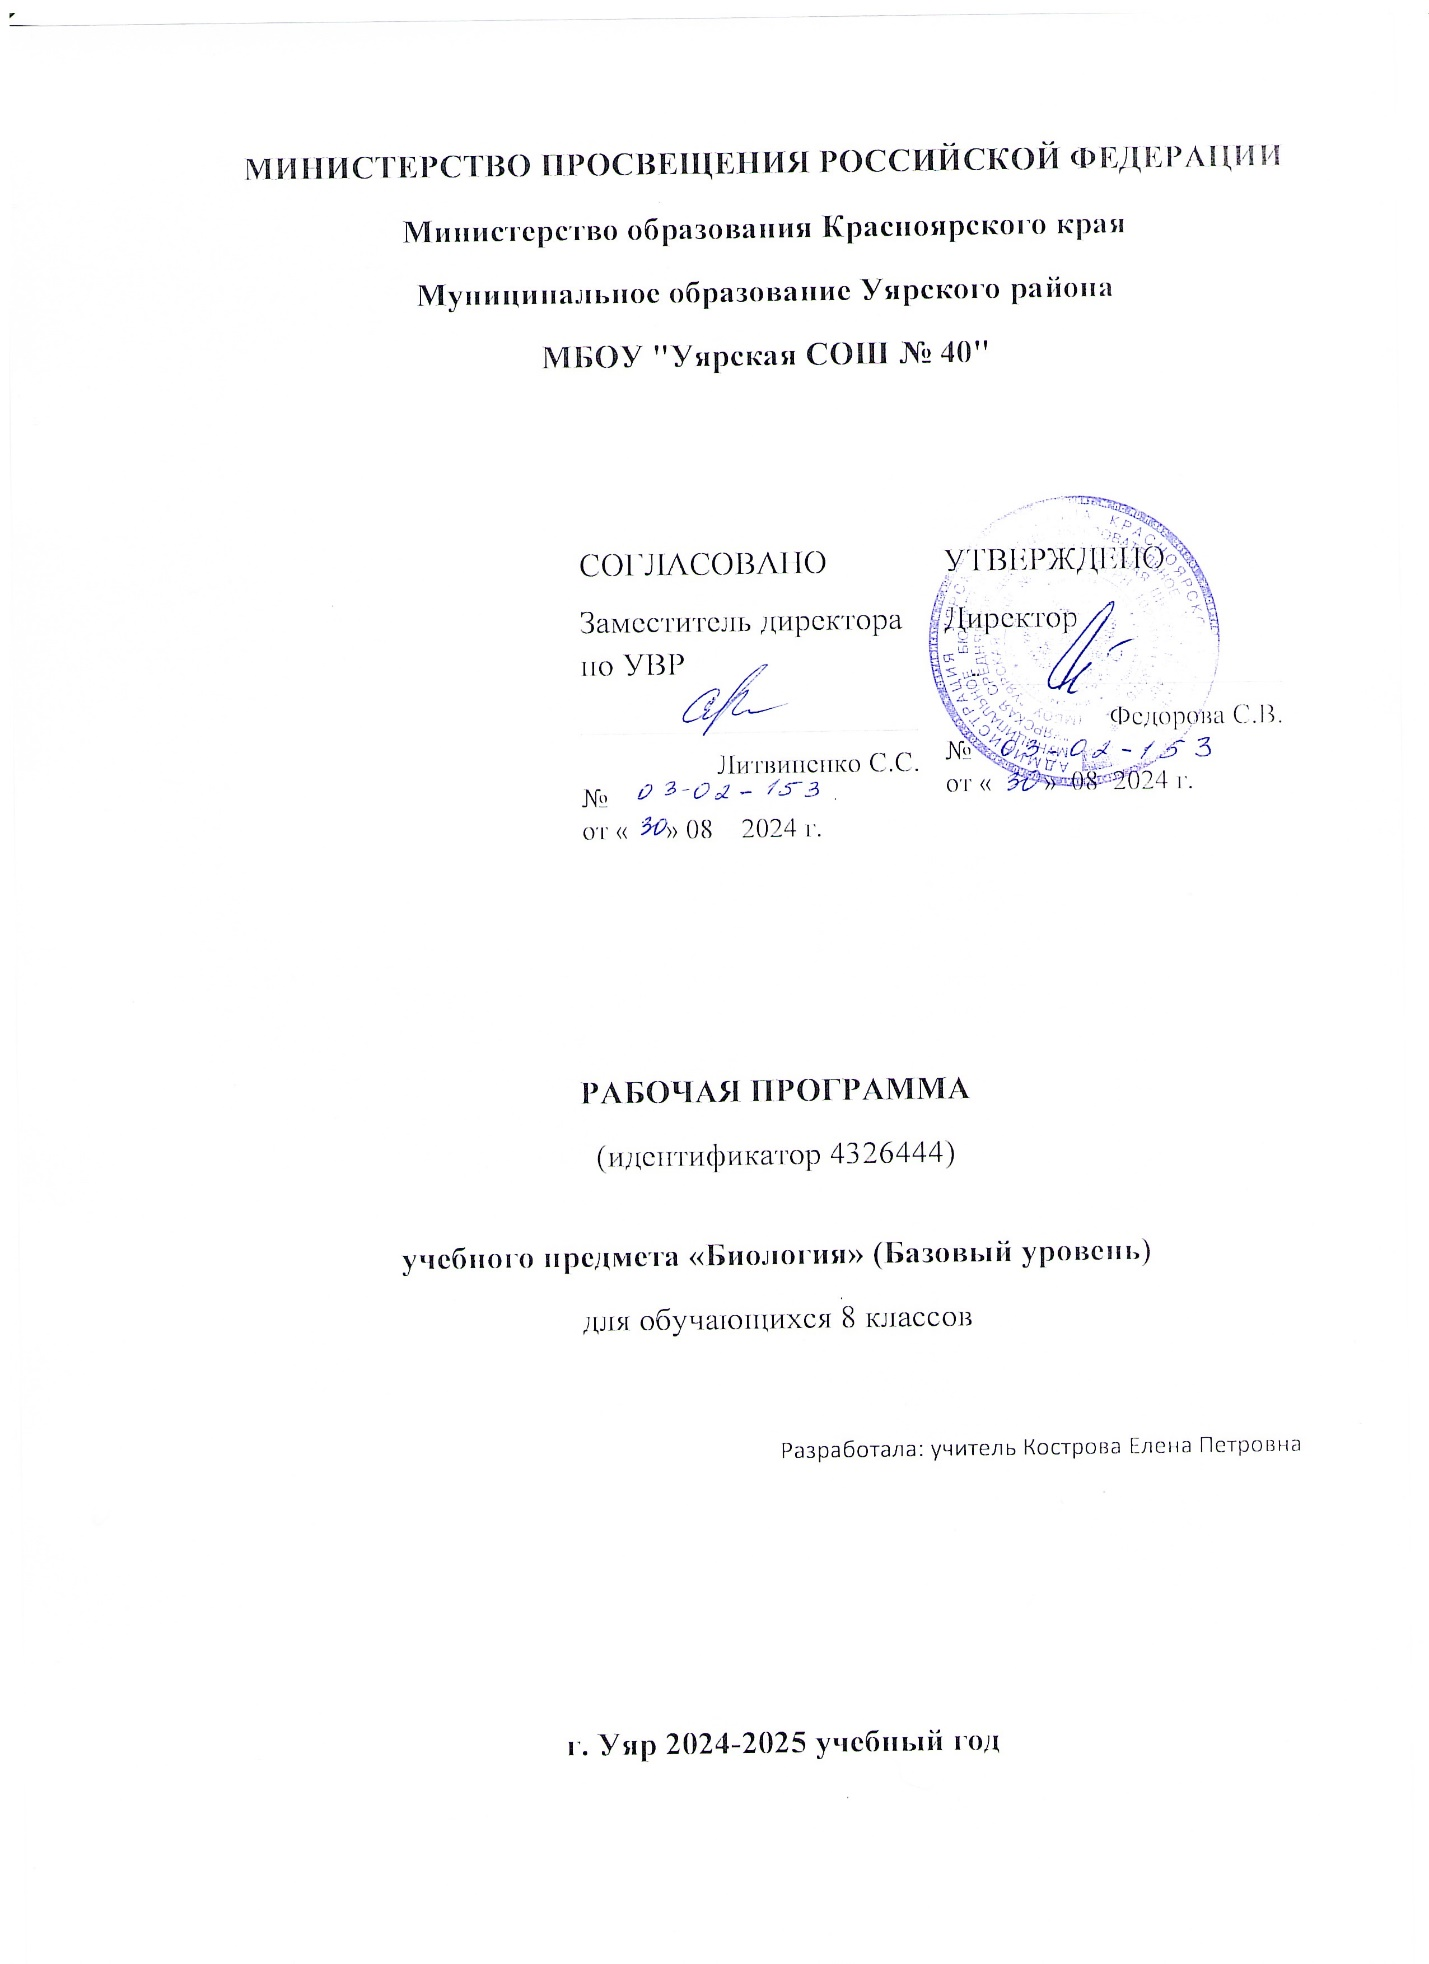 МИНИСТЕРСТВО ПРОСВЕЩЕНИЯ РОССИЙСКОЙ ФЕДЕРАЦИИ
Министерство образования Красноярского края
Муниципальное образование Уярского района
МБОУ "Уярская СОШ № 40"
СОГЛАСОВАНО
Заместитель директора
по УВР
Литвиненко С.С.
№ 03-02-153
от « 30» 08 2024 г.
УТВЕРЖДЕНО
Директор
Федорова С.В.
№ 03-02-153
от « 30» 08 2024 г.
РАБОЧАЯ ПРОГРАММА
(идентификатор 4326444)
учебного предмета «Биология» (Базовый уровень)
для обучающихся 8 классов
Разработала: учитель Кострова Елена Петровна
г. Уяр 2024-2025 учебный год